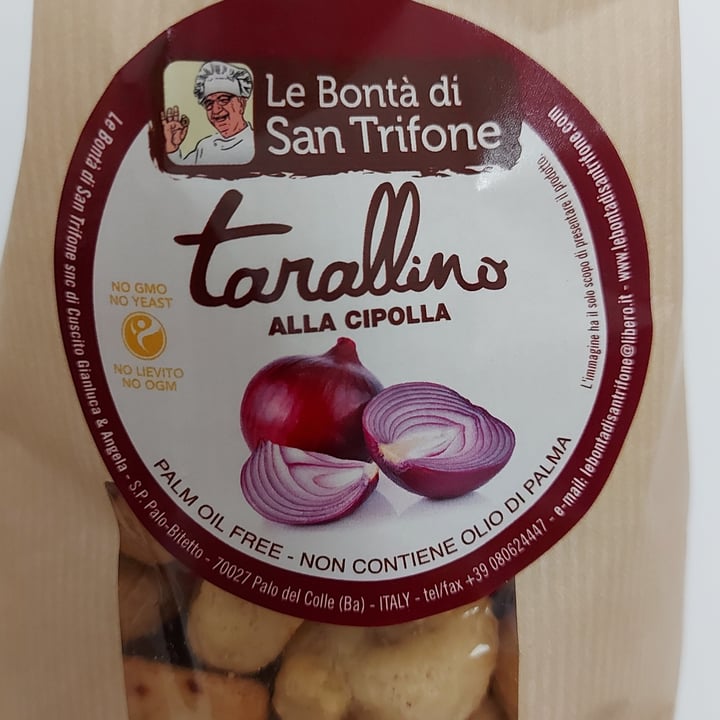 Le Bontà di
San Trifone
tarallino
ALLA CIPOLLA
NO GMO
NO YEAST
NO LIEVITO
NO OGM
PALM OIL FREE - NON CONTIENE OLIO DI PALMA
L'immagine ha il solo scopo di presentare il prodotto.
Le Bontà di San Trifone snc di Cuscito Gianluca & Angela - S.P. Palo-Bitetto - 70027 Palo del Colle (Ba) - ITALY - tel/fax +39 080624447 - e-mail: lebontadisantrifone@libero.it - www.lebontadisantrifone.com